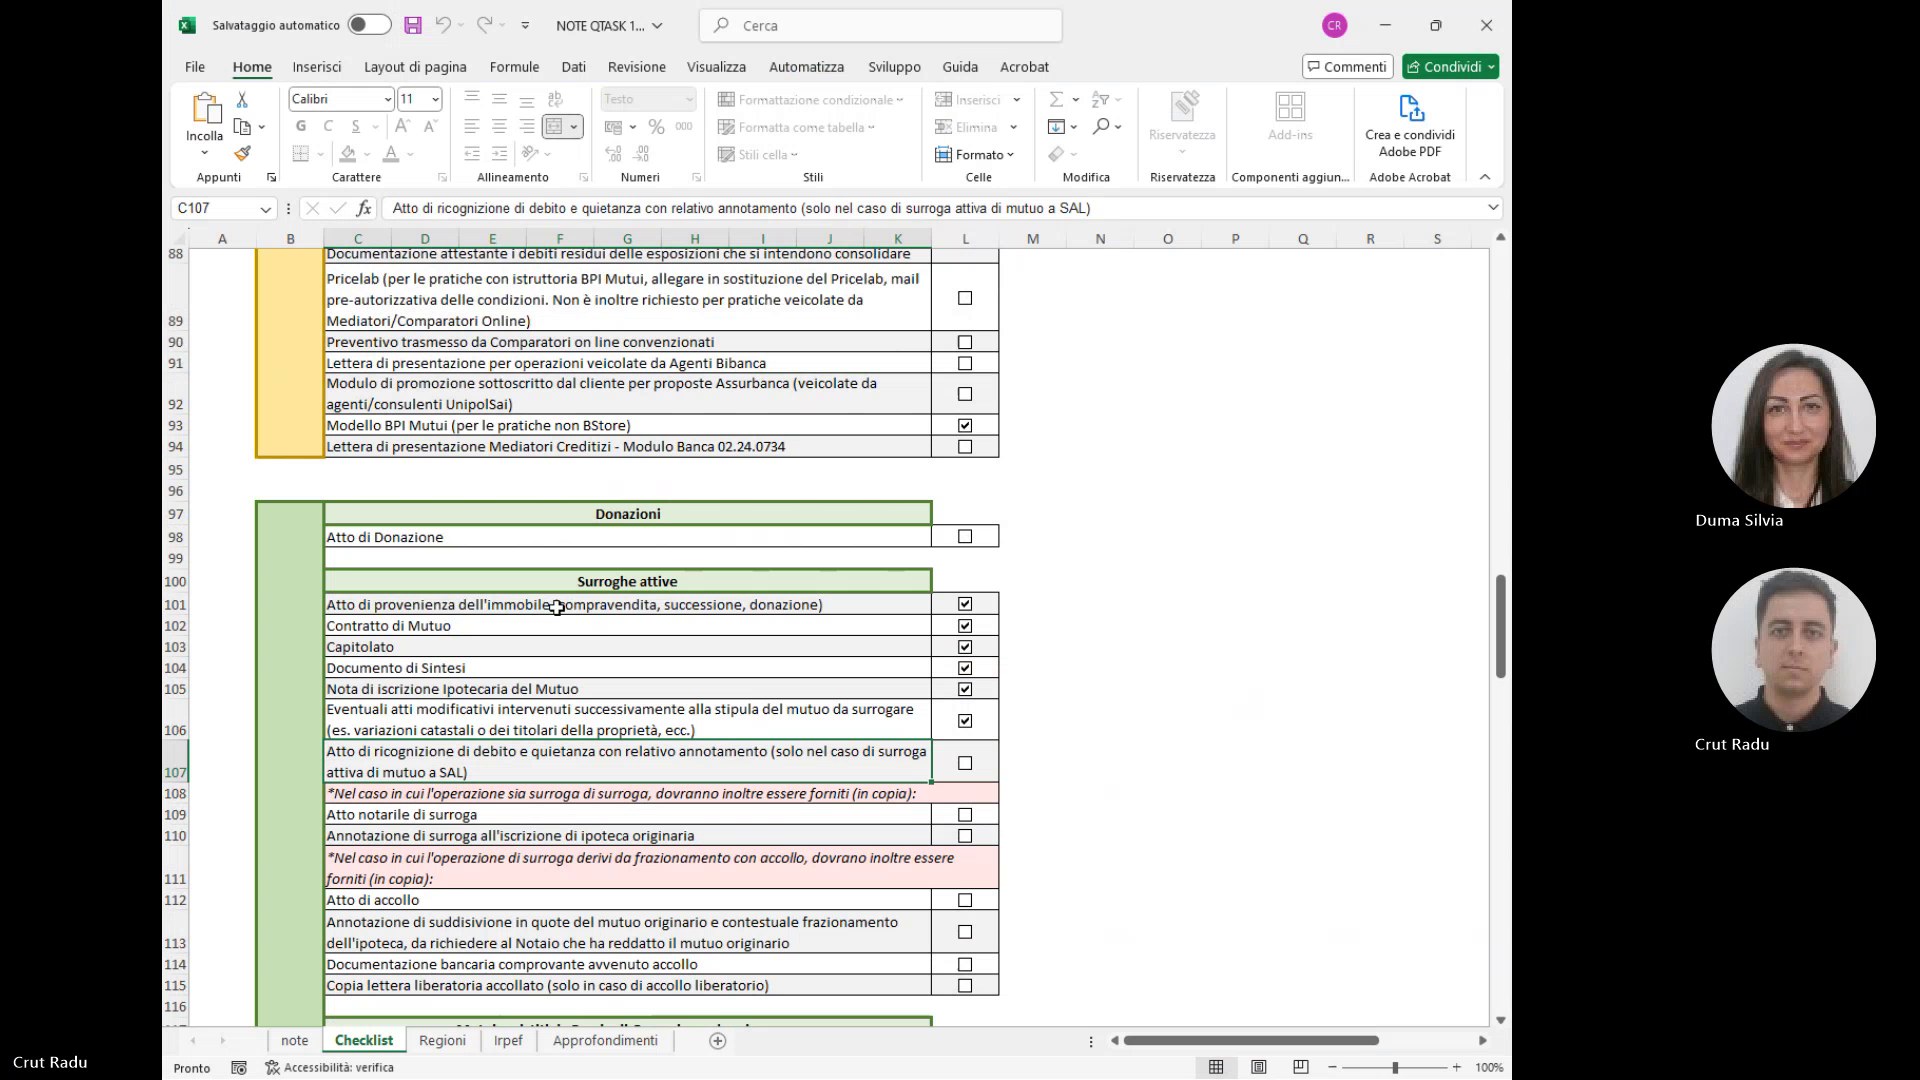 Salvataggio automatico
NOTE QTASK 1...
Cerca
CR
File
Home
Inserisci
Layout di pagina
Formule
Dati
Revisione
Visualizza
Automatizza
Sviluppo
Guida
Acrobat
Commenti
Condividi
Incolla
Appunti
Calibri
11
G C S
Carattere
Allineamento
Testo
% 000
Numeri
Formattazione condizionale
Formatta come tabella
Stili cella
Stili
Inserisci
Elimina
Formato
Celle
Modifica
Riservatezza
Riservatezza
Add-ins
Componenti aggiun...
Crea e condividi
Adobe PDF
Adobe Acrobat
C107
fx
Atto di ricognizione di debito e quietanza con relativo annotamento (solo nel caso di surroga attiva di mutuo a SAL)
A B C D E F G H I J K L M N O P Q R S
88 Documentazione attestante i debiti residui delle esposizioni che si intendono consolidare
Pricelab (per le pratiche con istruttoria BPI Mutui, allegare in sostituzione del Pricelab, mail
pre-autorizzativa delle condizioni. Non è inoltre richiesto per pratiche veicolate da
89 Mediatori/Comparatori Online)
90 Preventivo trasmesso da Comparatori on line convenzionati
91 Lettera di presentazione per operazioni veicolate da Agenti Bibanca
Modulo di promozione sottoscritto dal cliente per proposte Assurbanca (veicolate da
92 agenti/consulenti UnipolSai)
93 Modello BPI Mutui (per le pratiche non BStore)
94 Lettera di presentazione Mediatori Creditizi - Modulo Banca 02.24.0734
95
96
97 Donazioni
98 Atto di Donazione
99
100 Surroghe attive
101 Atto di provenienza dell'immobile compravendita, successione, donazione)
102 Contratto di Mutuo
103 Capitolato
104 Documento di Sintesi
105 Nota di iscrizione Ipotecaria del Mutuo
Eventuali atti modificativi intervenuti successivamente alla stipula del mutuo da surrogare
106 (es. variazioni catastali o dei titolari della proprietà, ecc.)
Atto di ricognizione di debito e quietanza con relativo annotamento (solo nel caso di surroga
107 attiva di mutuo a SAL)
108 *Nel caso in cui l'operazione sia surroga di surroga, dovranno inoltre essere forniti (in copia):
109 Atto notarile di surroga
110 Annotazione di surroga all'iscrizione di ipoteca originaria
*Nel caso in cui l'operazione di surroga derivi da frazionamento con accollo, dovrano inoltre essere
111 forniti (in copia):
112 Atto di accollo
Annotazione di suddisivione in quote del mutuo originario e contestuale frazionamento
113 dell'ipoteca, da richiedere al Notaio che ha reddatto il mutuo originario
114 Documentazione bancaria comprovante avvenuto accollo
115 Copia lettera liberatoria accollato (solo in caso di accollo liberatorio)
116
note
Checklist
Regioni
Irpef
Approfondimenti
Pronto
Accessibilità: verifica
100%
Duma Silvia
Crut Radu
Crut Radu